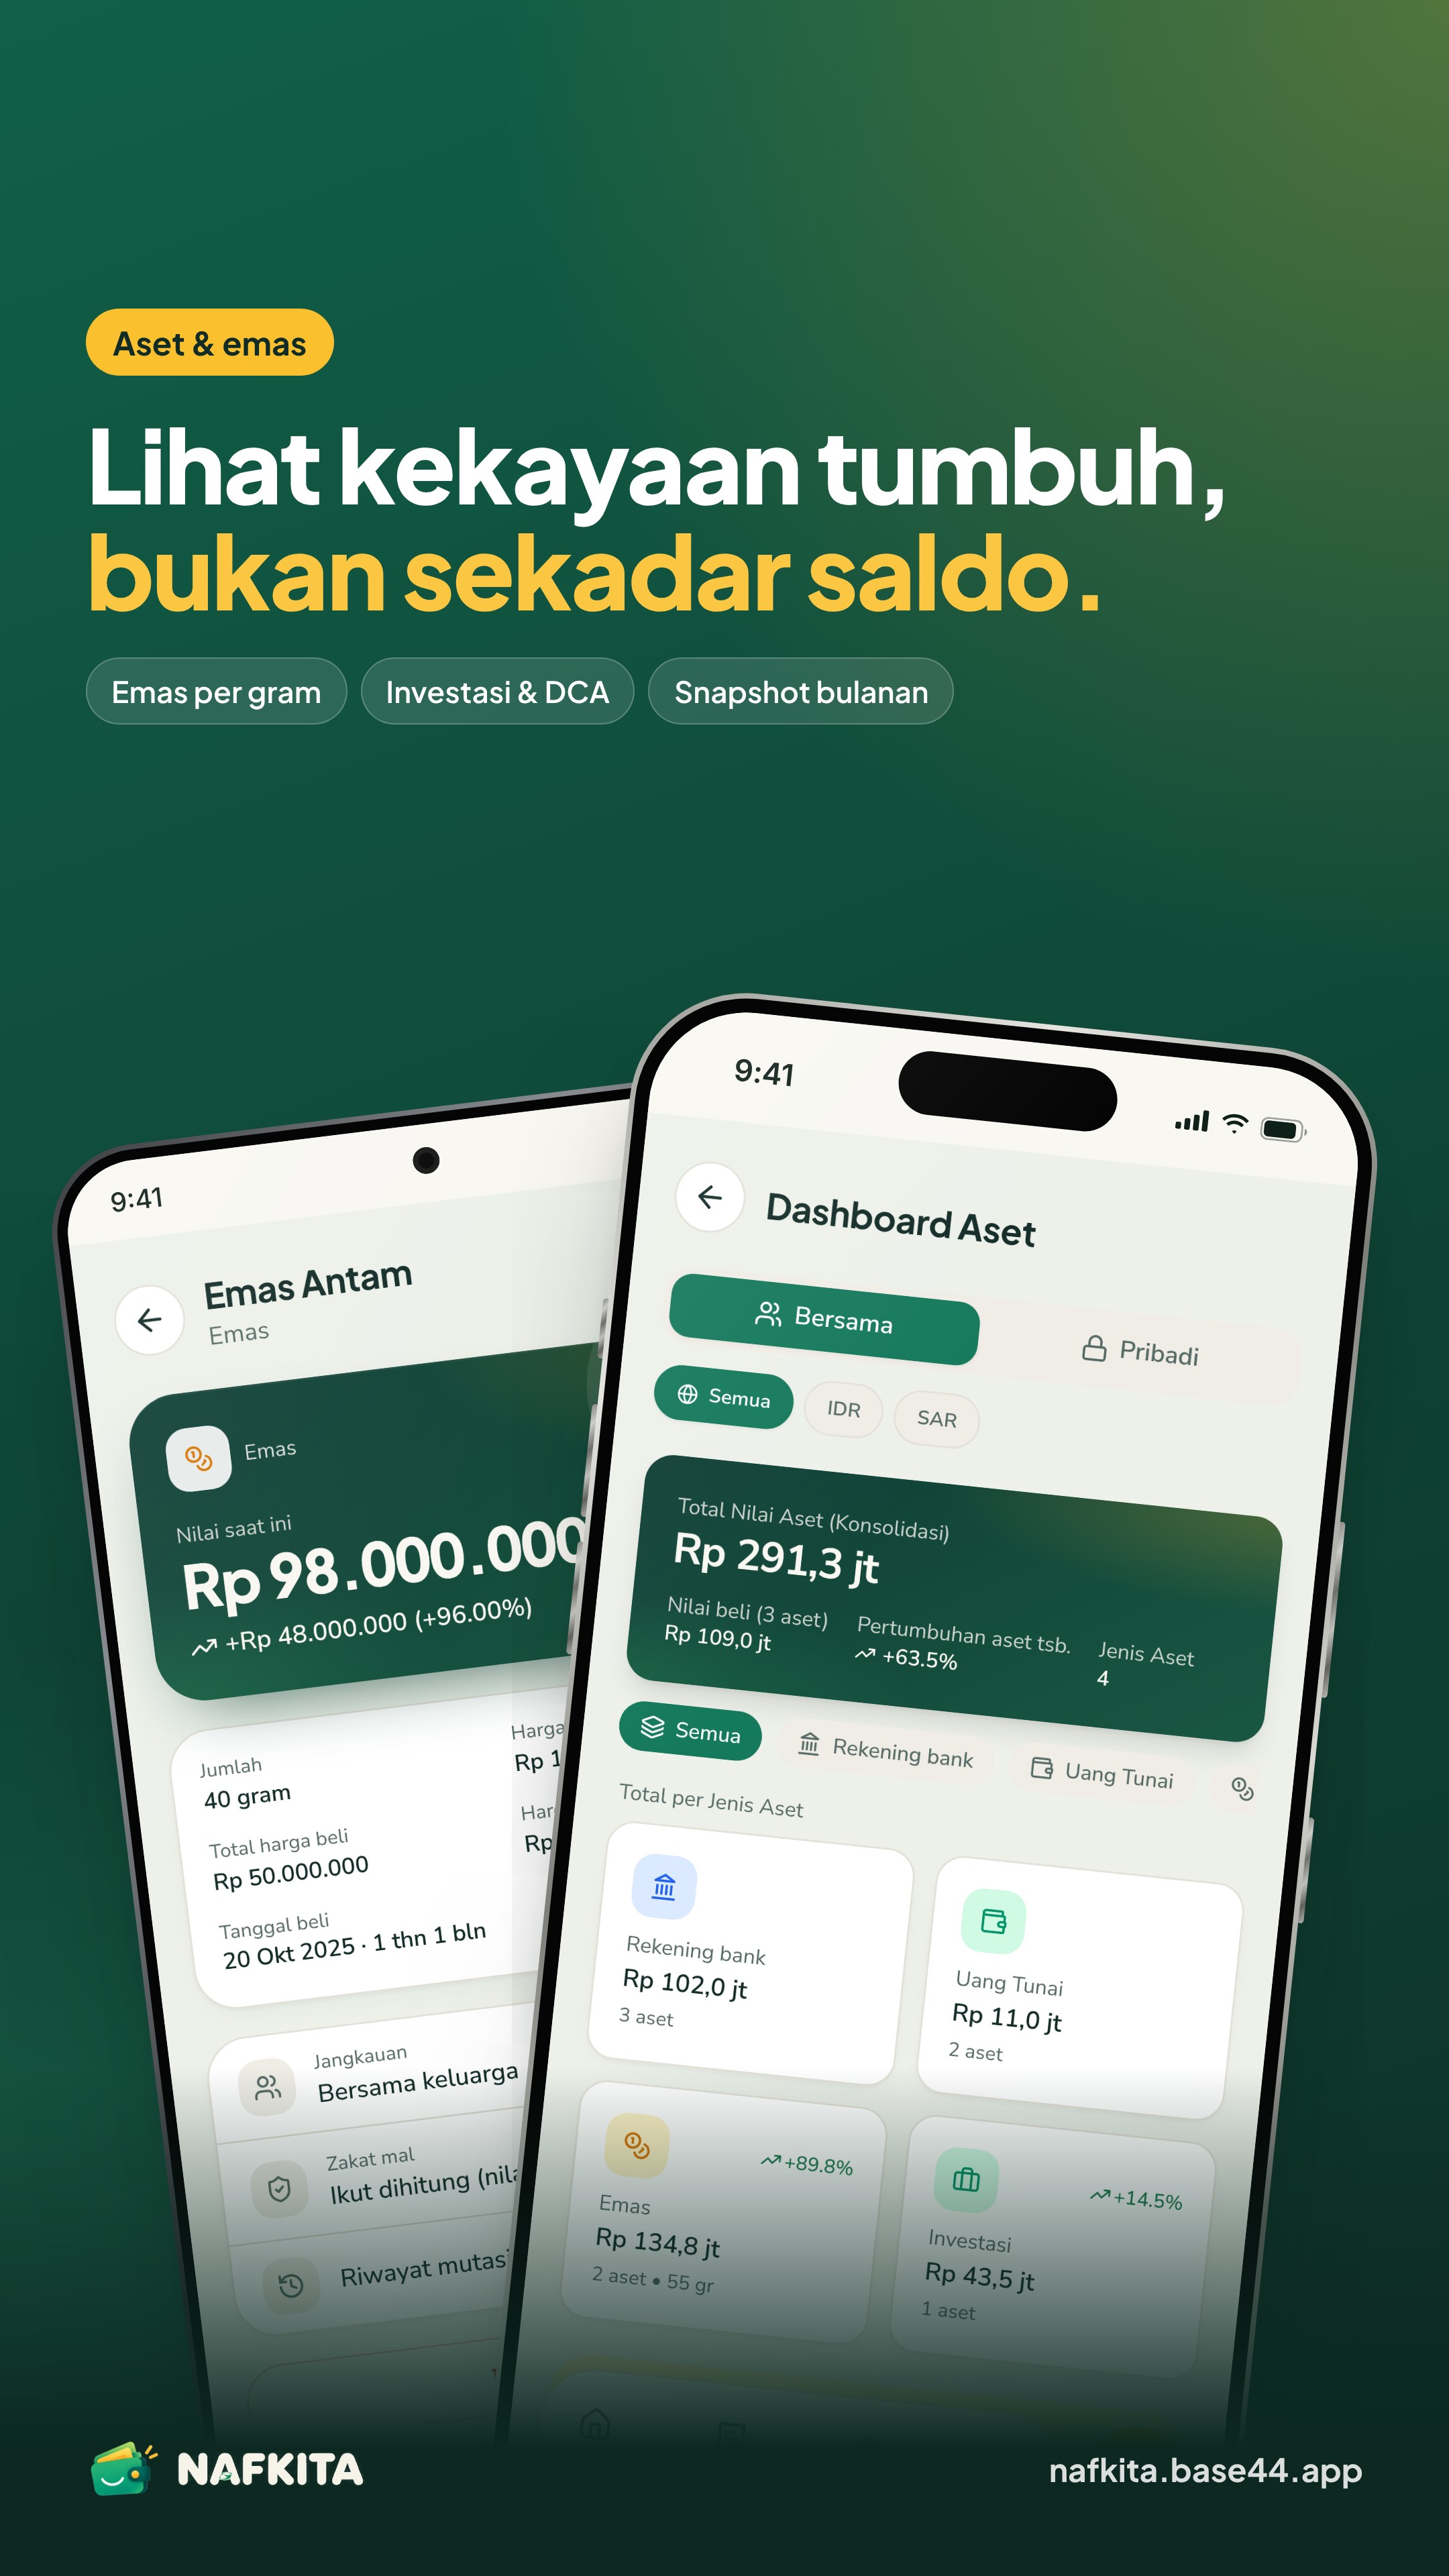 Aset & emas
Lihat kekayaan tumbuh,
bukan sekadar saldo.
Emas per gram
Investasi & DCA
Snapshot bulanan
9:41
Emas Antam
Emas
Emas
Nilai saat ini
Rp 98.000.000
+Rp 48.000.000 (+96.00%)
Jumlah
40 gram
Harga
Rp 1
Total harga beli
Rp 50.000.000
Rp
Tanggal beli
20 Okt 2025 · 1 thn 1 bln
Jangkauan
Bersama keluarga
Zakat mal
Ikut dihitung
Riwayat mutasi
9:41
Dashboard Aset
Bersama
Pribadi
Semua
IDR
SAR
Total Nilai Aset (Konsolidasi)
Rp 291,3 jt
Nilai beli (3 aset)
Rp 109,0 jt
Pertumbuhan aset tsb.
+63.5%
Jenis Aset
4
Semua
Rekening bank
Uang Tunai
Total per Jenis Aset
Rekening bank
Rp 102,0 jt
3 aset
Uang Tunai
Rp 11,0 jt
2 aset
+89.8%
Emas
Rp 134,8 jt
2 aset • 55 gr
+14.5%
Investasi
Rp 43,5 jt
1 aset
NAFKITA
nafkita.base44.app